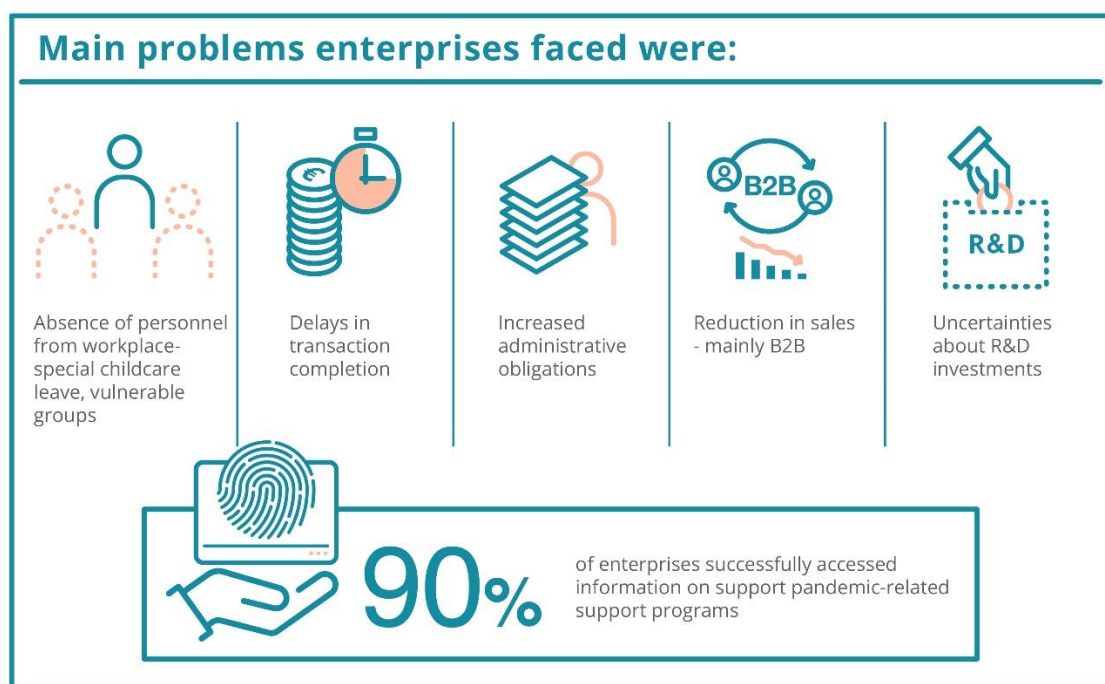 Main problems enterprises faced were:
€
B2B
R&D
Absence of personnel
from workplace-
special childcare
leave, vulnerable
groups
Delays in
transaction
completion
Increased
administrative
obligations
Reduction in sales
- mainly B2B
Uncertainties
about R&D
investments
90%
of enterprises successfully accessed
information on support pandemic-related
support programs